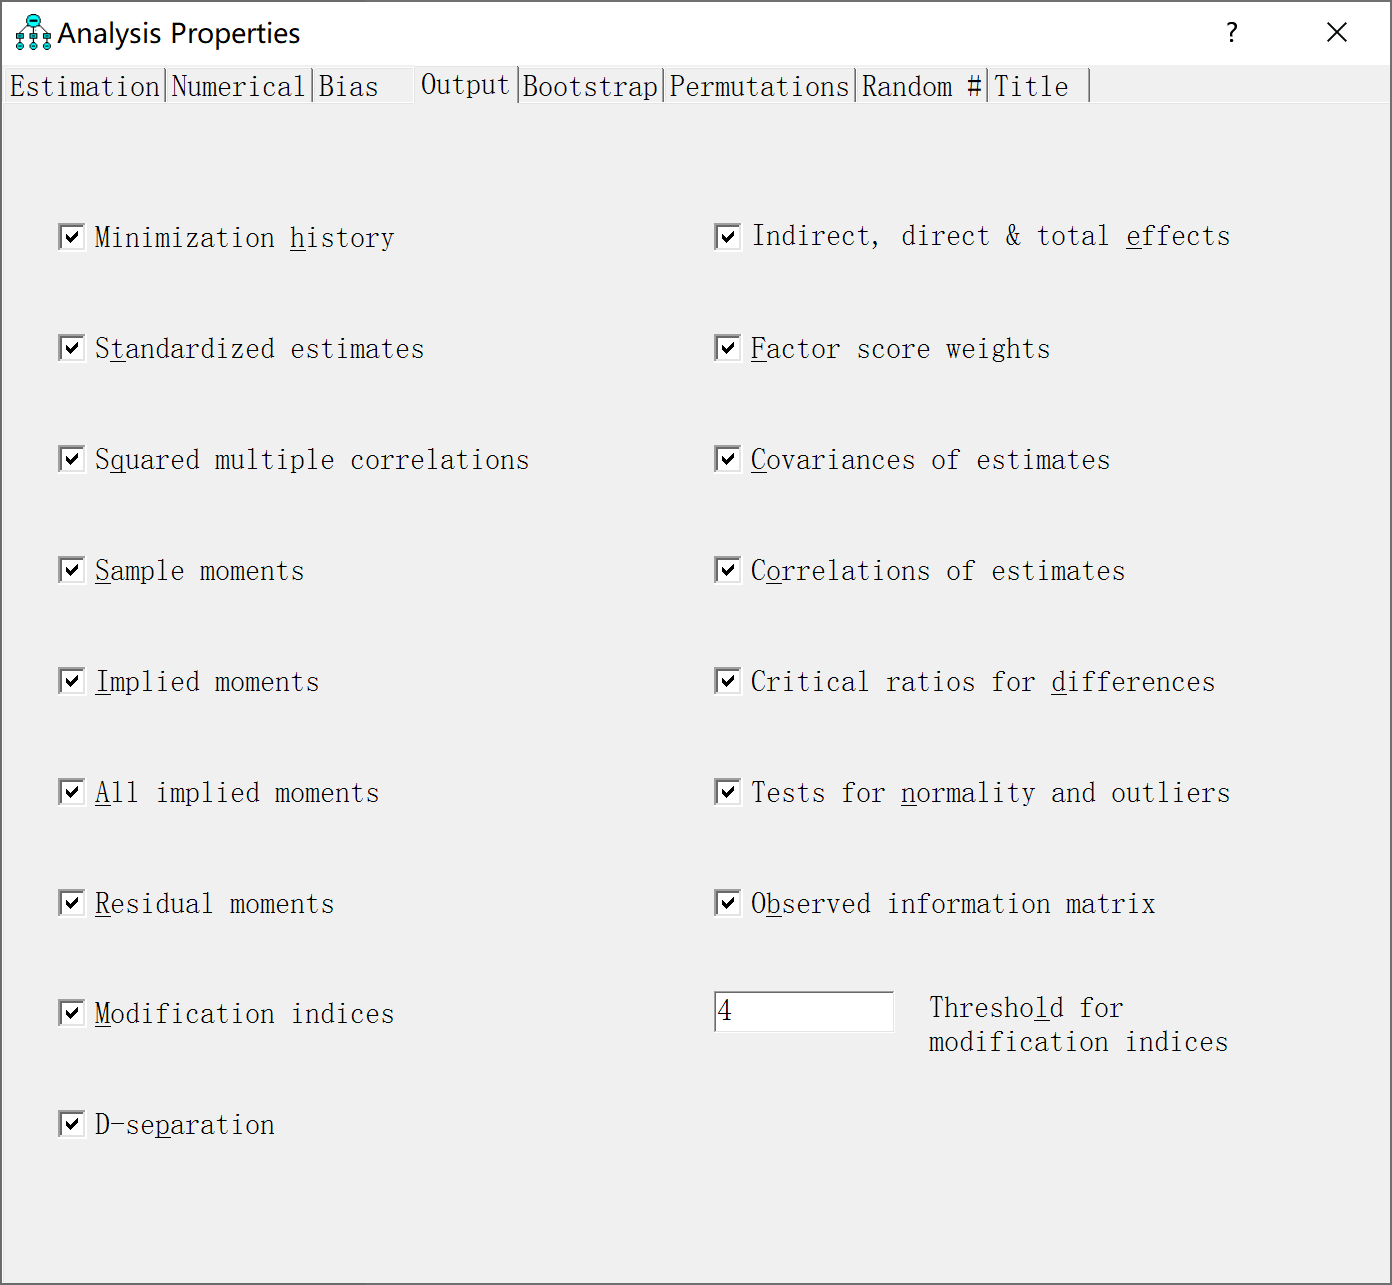 Analysis Properties ?
Estimation Numerical Bias Output Bootstrap Permutations Random # Title
Minimization history
Standardized estimates
Squared multiple correlations
Sample moments
Implied moments
All implied moments
Residual moments
Modification indices
D-separation
Indirect, direct & total effects
Factor score weights
Covariances of estimates
Correlations of estimates
Critical ratios for differences
Tests for normality and outliers
Observed information matrix
4
Threshold for
modification indices